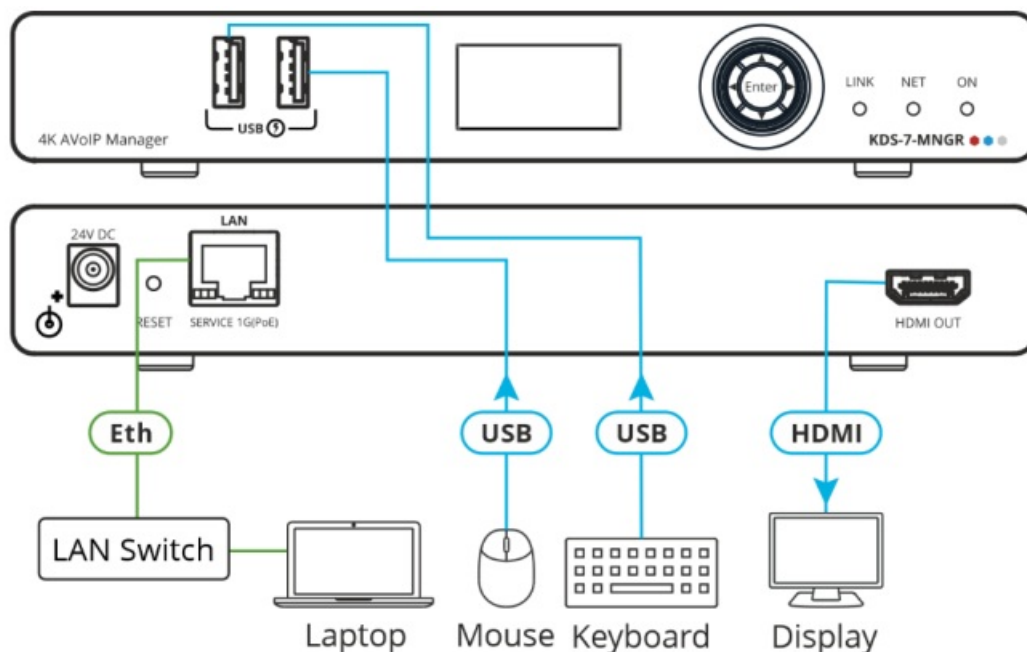 LINK NET ON
Enter
USB
4K AVoIP Manager
KDS-7-MNGR
LAN
24V DC
+
RESET
SERVICE 1G(PoE)
HDMI OUT
Eth
USB
USB
HDMI
LAN Switch
Laptop
Mouse
Keyboard
Display